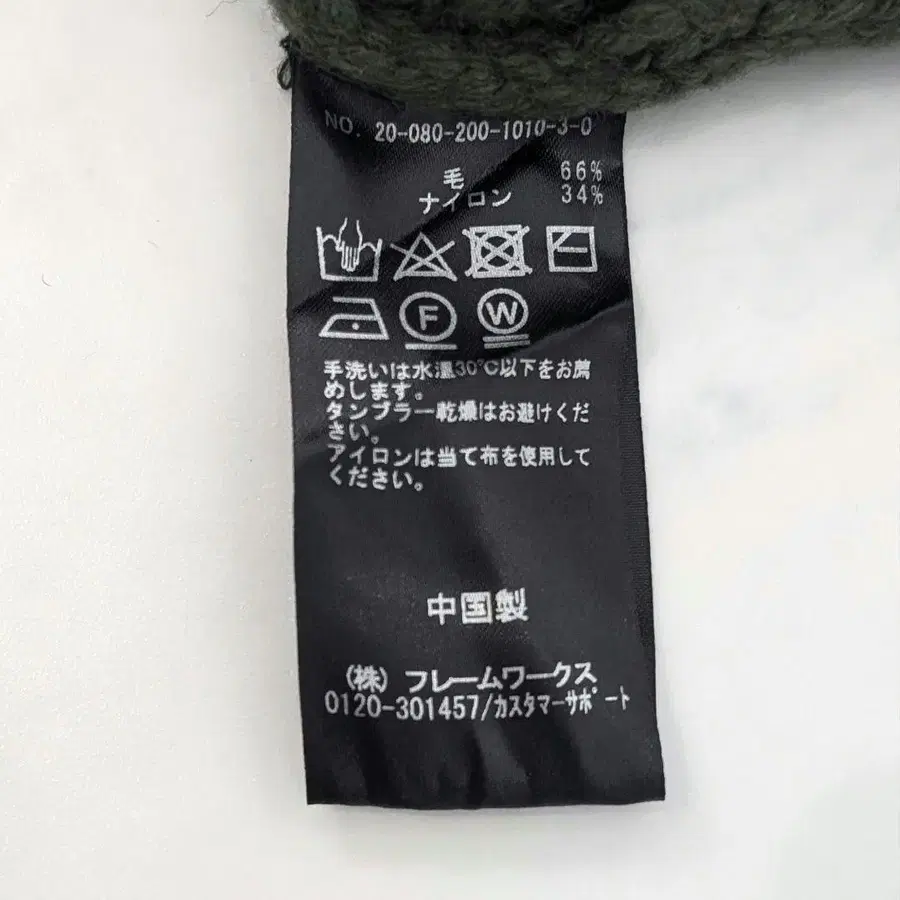 NO. 20-080-200-1010-3-0
毛 66%
ナイロン 34%
F W
手洗いは水温30℃以下をお薦
めします。
タンブラー乾燥はお避けくだ
さい。
アイロンは当て布を使用して
ください。
中国製
(株) フレームワークス
0120-301457/カスタマーサポート